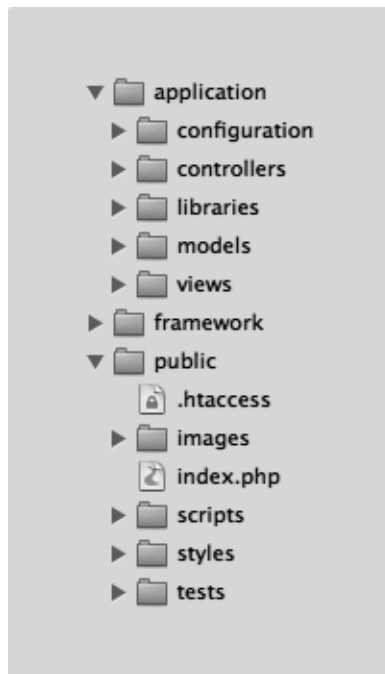 application
configuration
controllers
libraries
models
views
framework
public
.htaccess
images
index.php
scripts
styles
tests